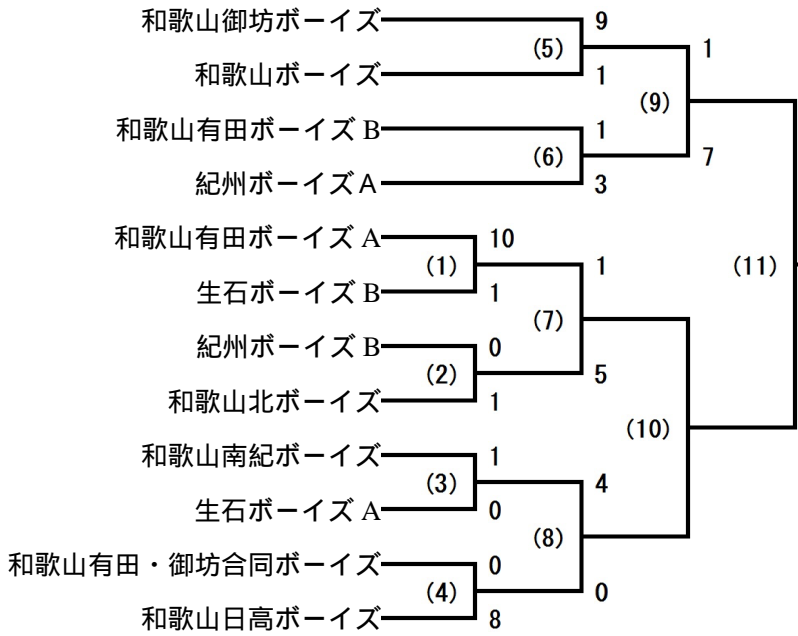 和歌山御坊ボーイズ 9
(5) 1
和歌山ボーイズ 1
(9)
和歌山有田ボーイズ B 1
(6) 7
紀州ボーイズA 3
和歌山有田ボーイズ A 10
(1) 1 (11)
生石ボーイズ B 1
(7)
紀州ボーイズ B 0
(2) 5
和歌山北ボーイズ 1
(10)
和歌山南紀ボーイズ 1
(3) 4
生石ボーイズ A 0
(8)
和歌山有田・御坊合同ボーイズ 0
(4) 0
和歌山日高ボーイズ 8